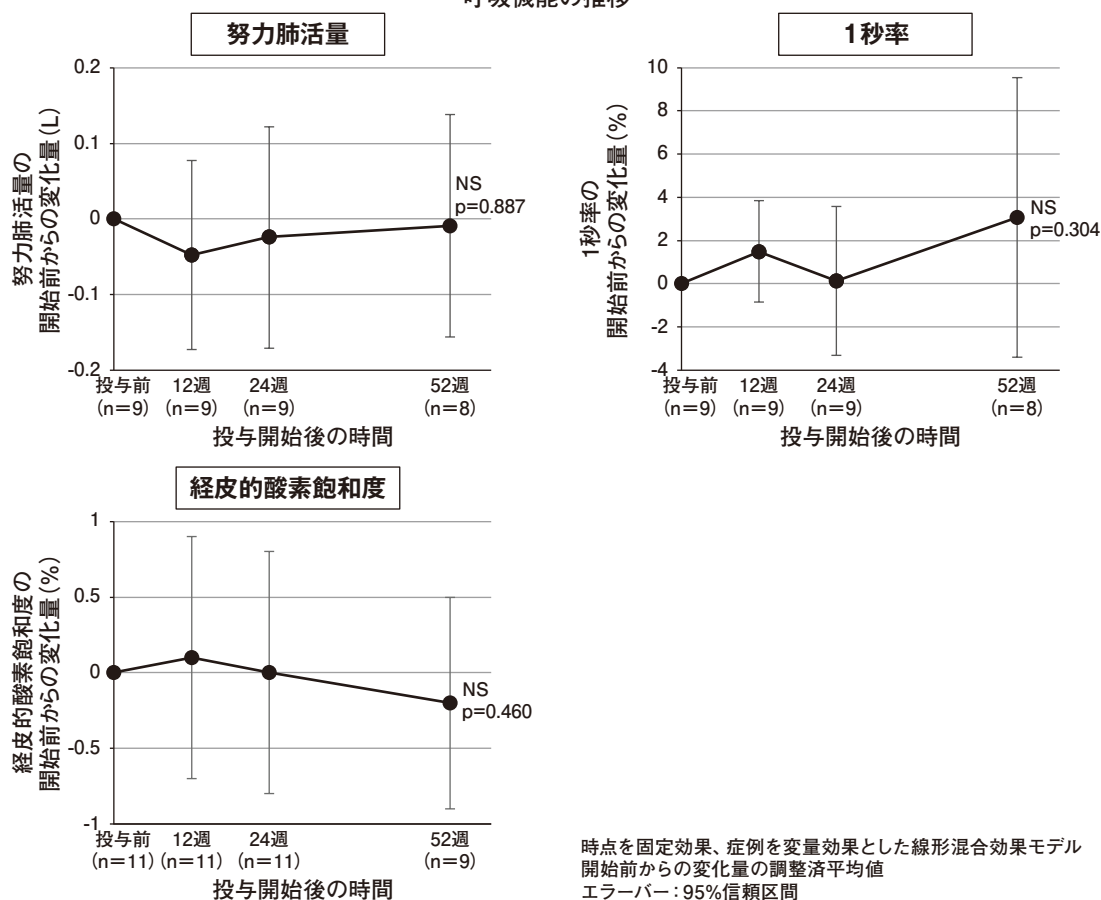 呼吸機能の推移
努力肺活量
努力肺活量の
開始前からの変化量(L)
0.2
0.1
0
-0.1
-0.2
NS
p=0.887
投与前 12週 24週 52週
(n=9) (n=9) (n=9) (n=8)
投与開始後の時間
1秒率
1秒率の
開始前からの変化量(%)
10
8
6
4
2
0
-2
-4
NS
p=0.304
投与前 12週 24週 52週
(n=9) (n=9) (n=9) (n=8)
投与開始後の時間
経皮的酸素飽和度
経皮的酸素飽和度の
開始前からの変化量(%)
1
0.5
0
-0.5
-1
NS
p=0.460
投与前 12週 24週 52週
(n=11) (n=11) (n=11) (n=9)
投与開始後の時間
時点を固定効果、症例を変量効果とした線形混合効果モデル
開始前からの変化量の調整済平均値
エラーバー:95%信頼区間